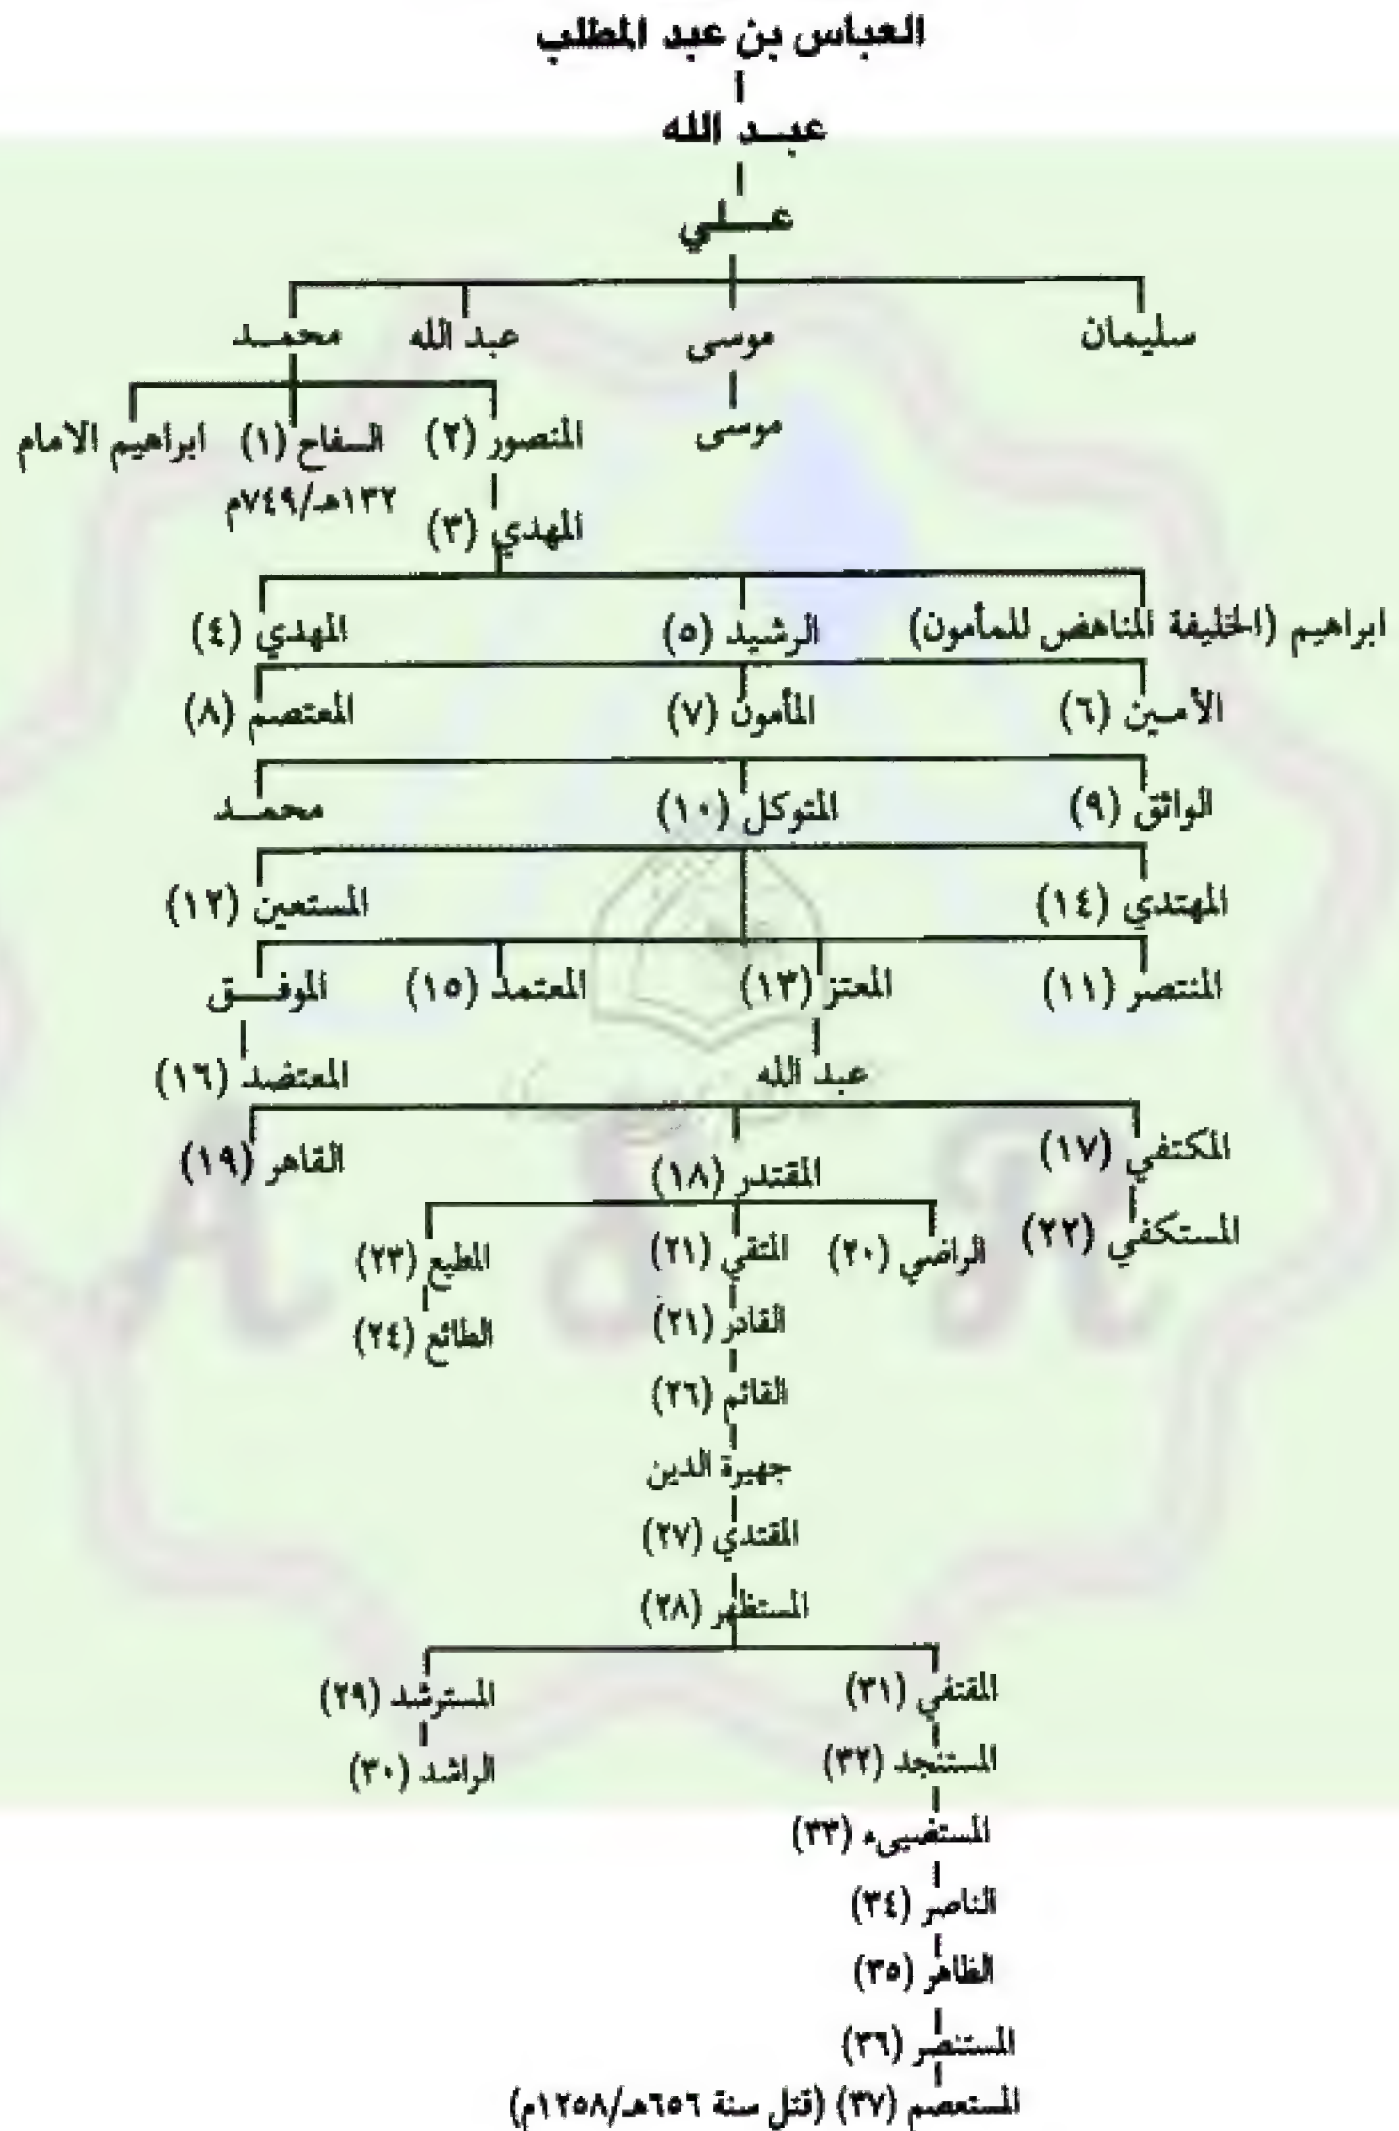 العباس بن عبد المطلب
عبـد الله
عـــلي
سليمان موسى عبد الله محمـد
موسى
المنصور (٢) السفاح (١) ابراهيم الامام
١٣٢هـ/٧٤٩م
المهدي (٣)
ابراهيم (الخليفة المناهض للمأمون) الرشيد (٥) المهدي (٤)
الأمين (٦) المأمون (٧) المعتصم (٨)
الواثق (٩) المتوكل (١٠) محمـد
المهتدي (١٤) المستعين (١٢)
المنتصر (١١) المعتز (١٣) المعتمد (١٥) الموفــق
عبد الله المعتضد (١٦)
المكتفي (١٧) المقتدر (١٨) القاهر (١٩)
المستكفي (٢٢) الراضي (٢٠) المتقي (٢١) المطيع (٢٣)
القادر (٢١) الطائع (٢٤)
القائم (٢٦)
جهيرة الدين
المقتدي (٢٧)
المستظهر (٢٨)
المقتفي (٣١) المسترشد (٢٩)
المستنجد (٣٢) الراشد (٣٠)
المستضيىء (٣٣)
الناصر (٣٤)
الظاهر (٣٥)
المستنصر (٣٦)
المستعصم (٣٧) (قتل سنة ٦٥٦هـ/١٢٥٨م)